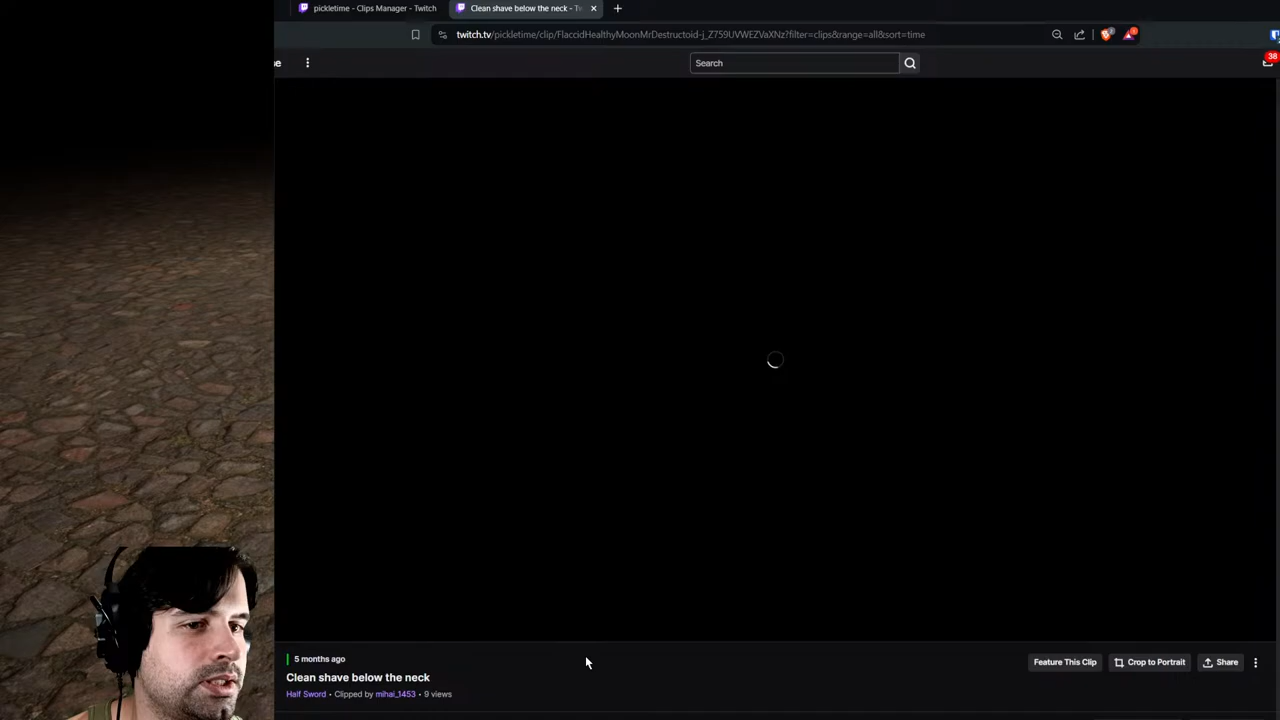 pickletime - Clips Manager - Twitch
Clean shave below the neck - Tw
twitch.tv/pickletime/clip/FlaccidHealthyMoonMrDestructoid-j_Z759UVWEZVaXNz?filter=clips&range=all&sort=time
Search
38
5 months ago
Clean shave below the neck
Half Sword • Clipped by mihai_1453 • 9 views
Feature This Clip
Crop to Portrait
Share